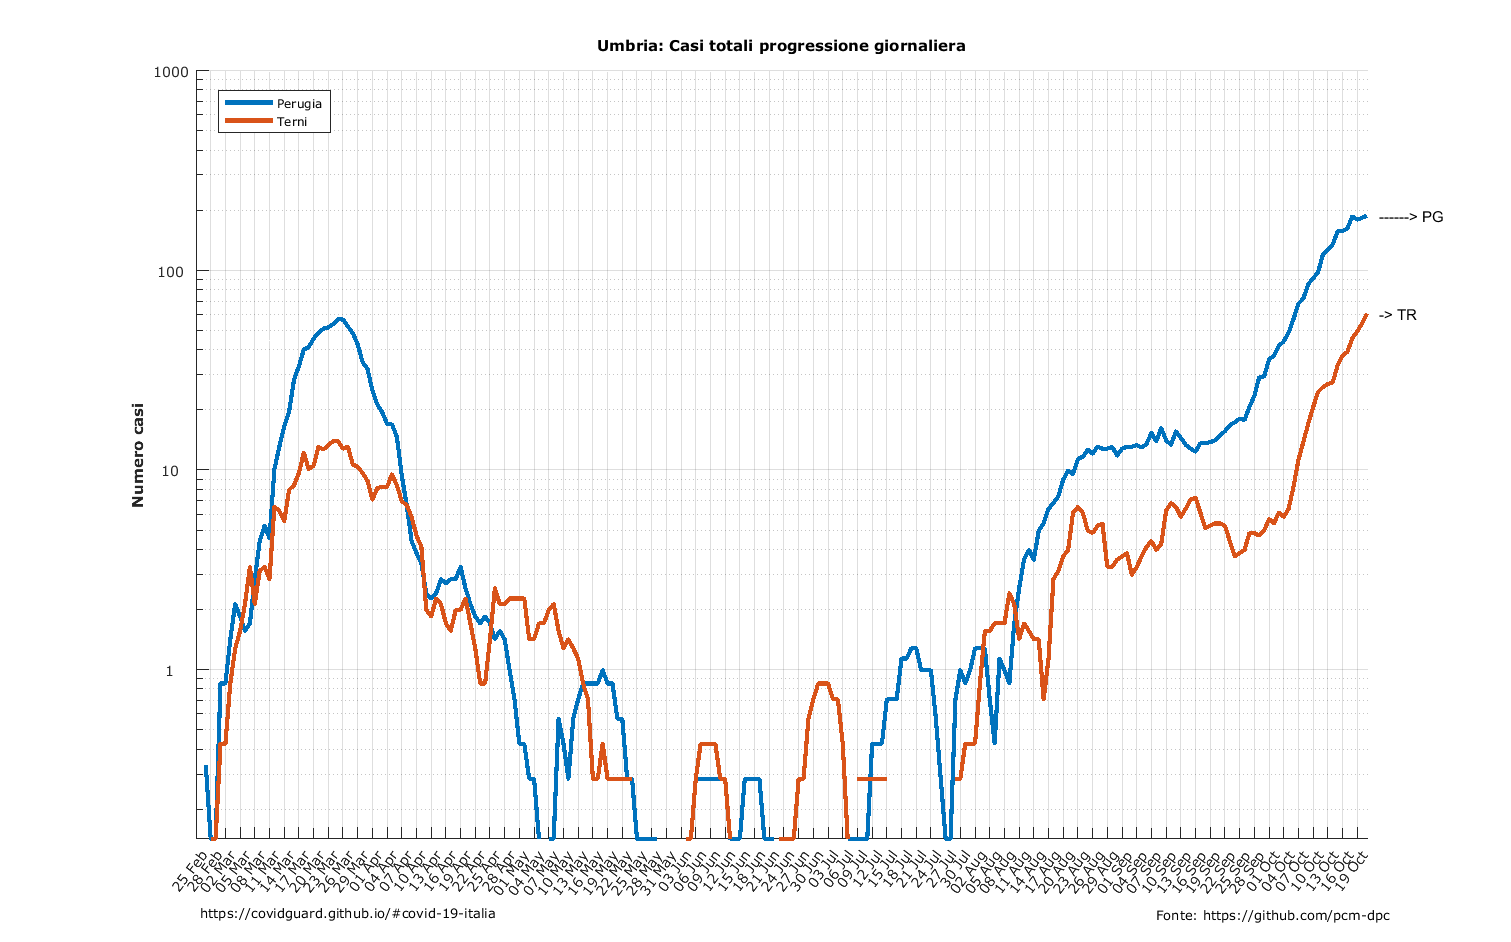 Umbria: Casi totali progressione giornaliera
1000
100
10
1
Numero casi
Perugia
Terni
------> PG
-> TR
25 Feb
28 Feb
02 Mar
05 Mar
08 Mar
11 Mar
14 Mar
17 Mar
20 Mar
23 Mar
26 Mar
29 Mar
01 Apr
04 Apr
07 Apr
10 Apr
13 Apr
16 Apr
19 Apr
22 Apr
25 Apr
28 Apr
01 May
04 May
07 May
10 May
13 May
16 May
19 May
22 May
25 May
28 May
31 May
03 Jun
06 Jun
09 Jun
12 Jun
15 Jun
18 Jun
21 Jun
24 Jun
27 Jun
30 Jun
03 Jul
06 Jul
09 Jul
12 Jul
15 Jul
18 Jul
21 Jul
24 Jul
27 Jul
30 Jul
02 Aug
05 Aug
08 Aug
11 Aug
14 Aug
17 Aug
20 Aug
23 Aug
26 Aug
29 Aug
01 Sep
04 Sep
07 Sep
10 Sep
13 Sep
16 Sep
19 Sep
22 Sep
25 Sep
28 Sep
01 Oct
04 Oct
07 Oct
10 Oct
13 Oct
16 Oct
19 Oct
https://covidguard.github.io/#covid-19-italia
Fonte: https://github.com/pcm-dpc